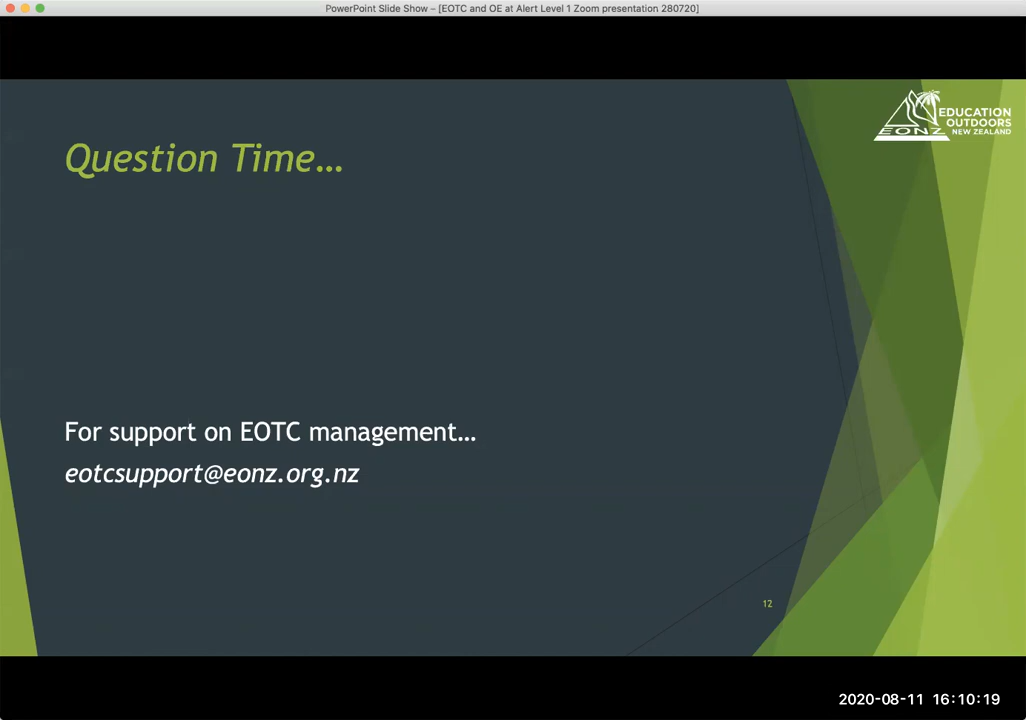 PowerPoint Slide Show – [EOTC and OE at Alert Level 1 Zoom presentation 280720]
EONZ
EDUCATION
OUTDOORS
NEW ZEALAND
Question Time…
For support on EOTC management…
eotcsupport@eonz.org.nz
12
2020-08-11 16:10:19